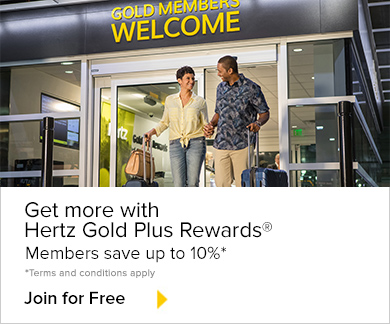 GOLD MEMBERS
WELCOME
Hertz
Get more with
Hertz Gold Plus Rewards®
Members save up to 10%*
*Terms and conditions apply
Join for Free